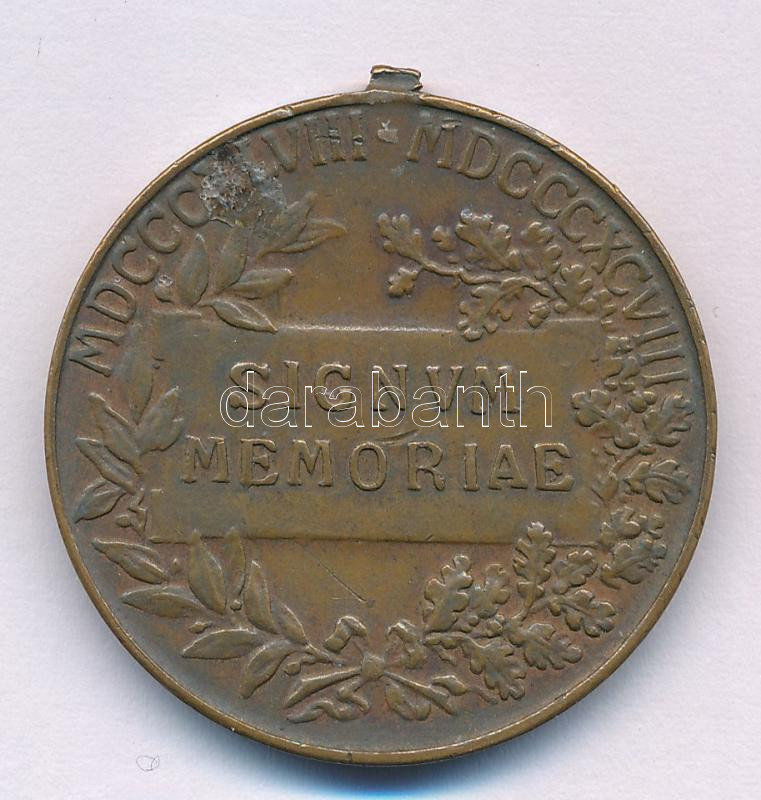 MDCCCXLVIII · MDCCCXCVIII
SIGNVM
MEMORIAE
darabanth